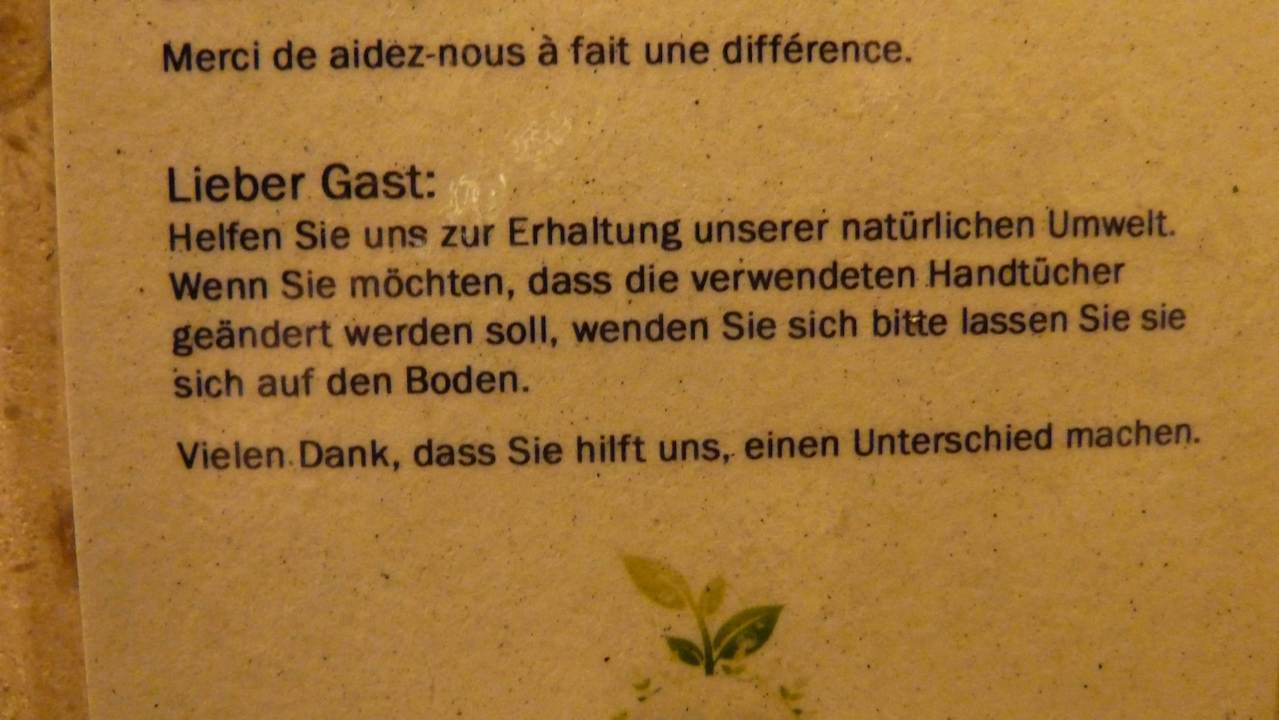 Merci de aidez-nous à fait une différence.
Lieber Gast:
Helfen Sie uns zur Erhaltung unserer natürlichen Umwelt.
Wenn Sie möchten, dass die verwendeten Handtücher
geändert werden soll, wenden Sie sich bitte lassen Sie sie
sich auf den Boden.
Vielen Dank, dass Sie hilft uns, einen Unterschied machen.